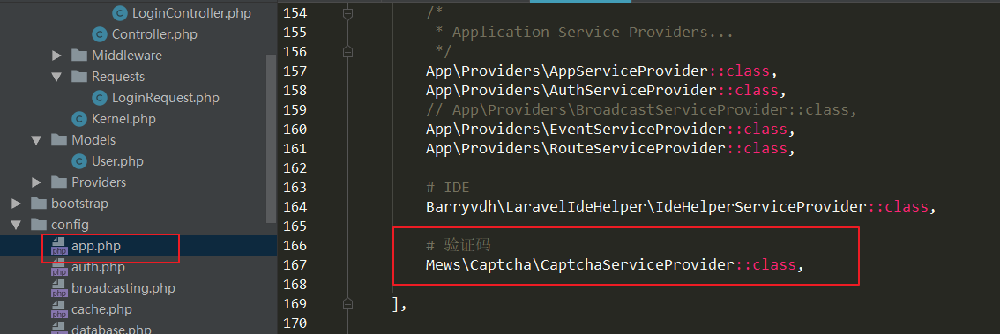 LoginController.php
Controller.php
Middleware
Requests
LoginRequest.php
Kernel.php
Models
User.php
Providers
bootstrap
config
app.php
auth.php
broadcasting.php
cache.php
database.php
154 /*
155 * Application Service Providers...
156 */
157 App\Providers\AppServiceProvider::class,
158 App\Providers\AuthServiceProvider::class,
159 // App\Providers\BroadcastServiceProvider::class,
160 App\Providers\EventServiceProvider::class,
161 App\Providers\RouteServiceProvider::class,
162
163 # IDE
164 Barryvdh\LaravelIdeHelper\IdeHelperServiceProvider::class,
165
166 # 验证码
167 Mews\Captcha\CaptchaServiceProvider::class,
168
169 ],
170